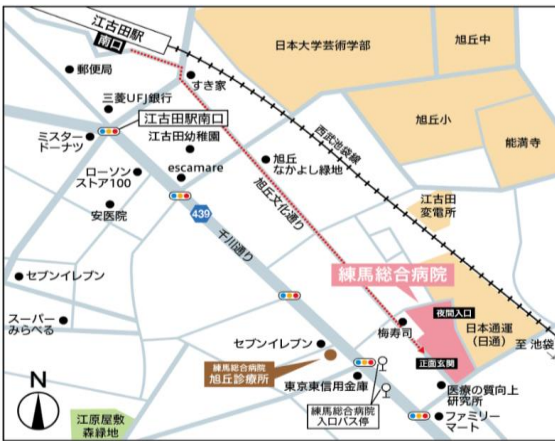 江古田駅
南口
日本大学芸術学部
旭丘中
郵便局
すき家
三菱UFJ銀行
江古田駅南口
旭丘小
能満寺
ミスター
ドーナツ
江古田幼稚園
西武池袋線
ローソン
ストア100
escamare
旭丘
なかよし緑地
安医院
旭丘文化通り
江古田
変電所
439
千川通り
練馬総合病院
セブンイレブン
夜間入口
スーパー
みらべる
梅寿司
日本通運
(日通)
至 池袋
セブンイレブン
練馬総合病院
旭丘診療所
正面玄関
東京東信用金庫
医療の質向上
研究所
N
練馬総合病院
入口バス停
ファミリー
マート
江原屋敷
森緑地